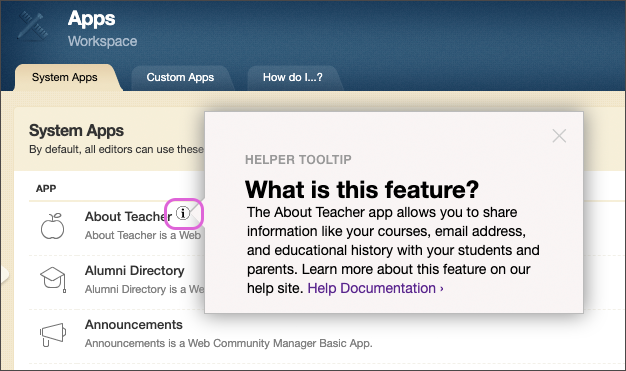 Apps
Workspace
System Apps
Custom Apps
How do I...?
System Apps
By default, all editors can use these
APP
About Teacher i
About Teacher is a Web
Alumni Directory
Alumni Directory is a We
Announcements
Announcements is a Web Community Manager Basic App.
HELPER TOOLTIP
What is this feature?
The About Teacher app allows you to share
information like your courses, email address,
and educational history with your students and
parents. Learn more about this feature on our
help site. Help Documentation ›